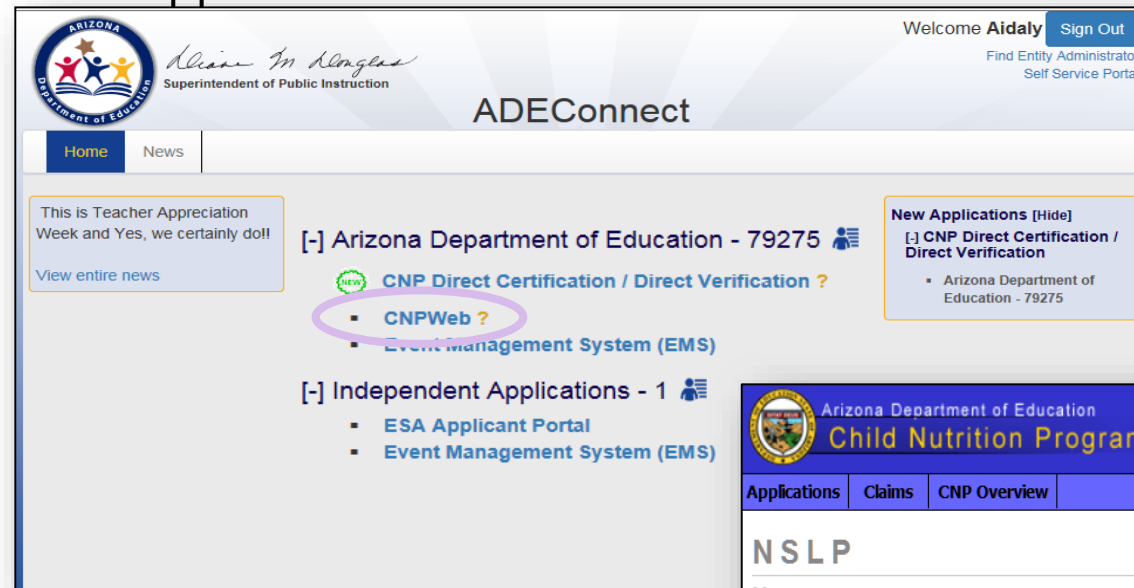 ARIZONA
Department of Education
Diane M Douglas
Superintendent of Public Instruction
Welcome Aidaly
Sign Out
Find Entity Administrato
Self Service Porta
ADEConnect
Home
News
This is Teacher Appreciation
Week and Yes, we certainly do!!
View entire news
[-] Arizona Department of Education - 79275
NEW
CNP Direct Certification / Direct Verification ?
▪ CNPWeb ?
▪ Event Management System (EMS)
[-] Independent Applications - 1
▪ ESA Applicant Portal
▪ Event Management System (EMS)
New Applications [Hide]
[-] CNP Direct Certification /
Direct Verification
▪ Arizona Department of
Education - 79275
Arizona Department of Education
Child Nutrition Program
Applications
Claims
CNP Overview
NSLP